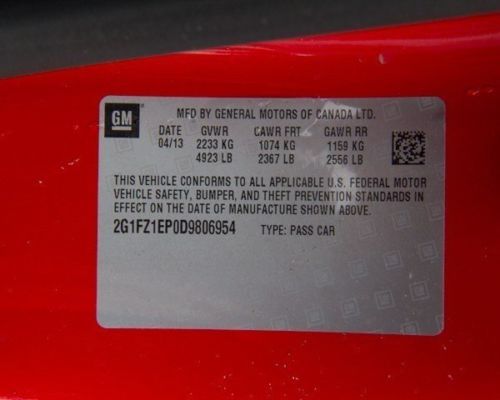 GM
MFD BY GENERAL MOTORS OF CANADA LTD.
DATE GVWR GAWR FRT GAWR RR
04/13 2233 KG 1074 KG 1159 KG
4923 LB 2367 LB 2556 LB
THIS VEHICLE CONFORMS TO ALL APPLICABLE U.S. FEDERAL MOTOR
VEHICLE SAFETY, BUMPER, AND THEFT PREVENTION STANDARDS IN
EFFECT ON THE DATE OF MANUFACTURE SHOWN ABOVE.
2G1FZ1EP0D9806954 TYPE: PASS CAR